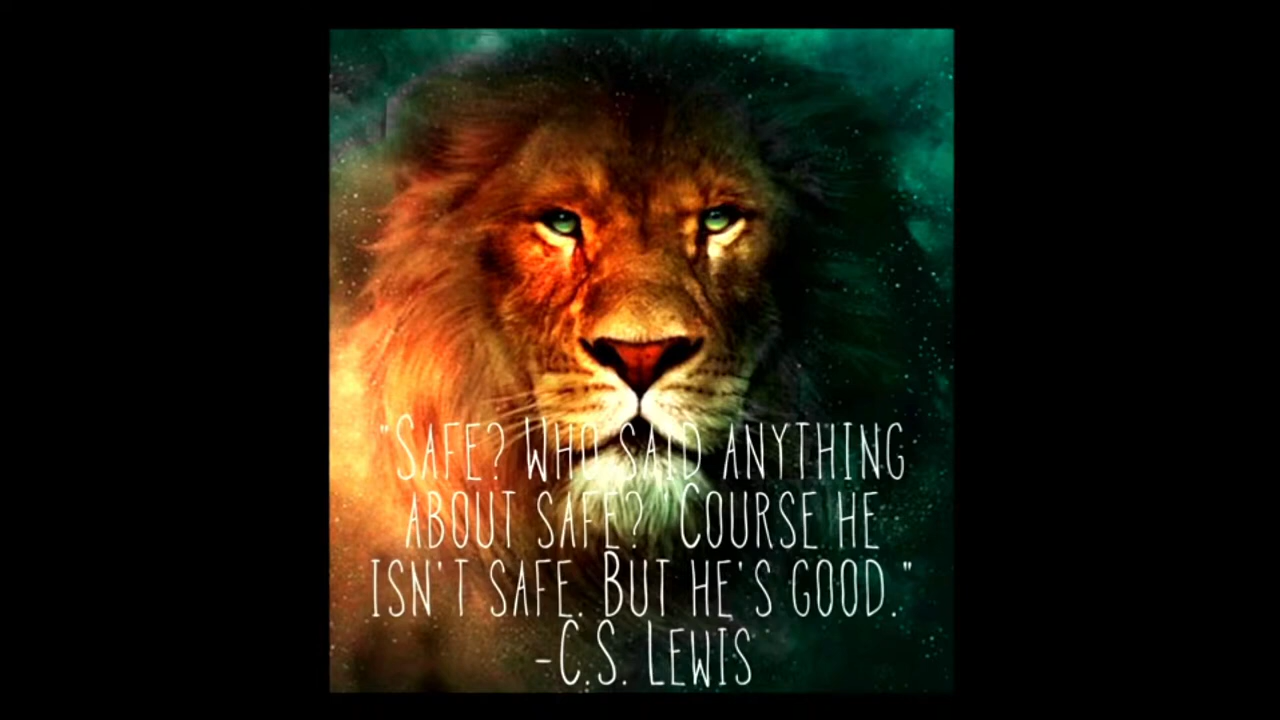 "Safe? Who said anything
about safe? 'Course he
isn't safe. But he's good."
-C.S. Lewis